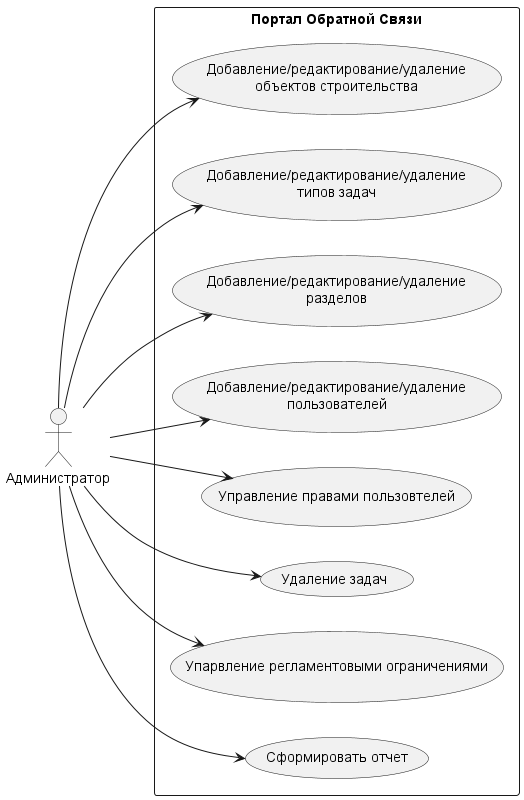 Портал Обратной Связи
Добавление/редактирование/удаление
объектов строительства
Добавление/редактирование/удаление
типов задач
Добавление/редактирование/удаление
разделов
Добавление/редактирование/удаление
пользователей
Администратор
Управление правами пользовтелей
Удаление задач
Упарвление регламентовыми ограничениями
Сформировать отчет